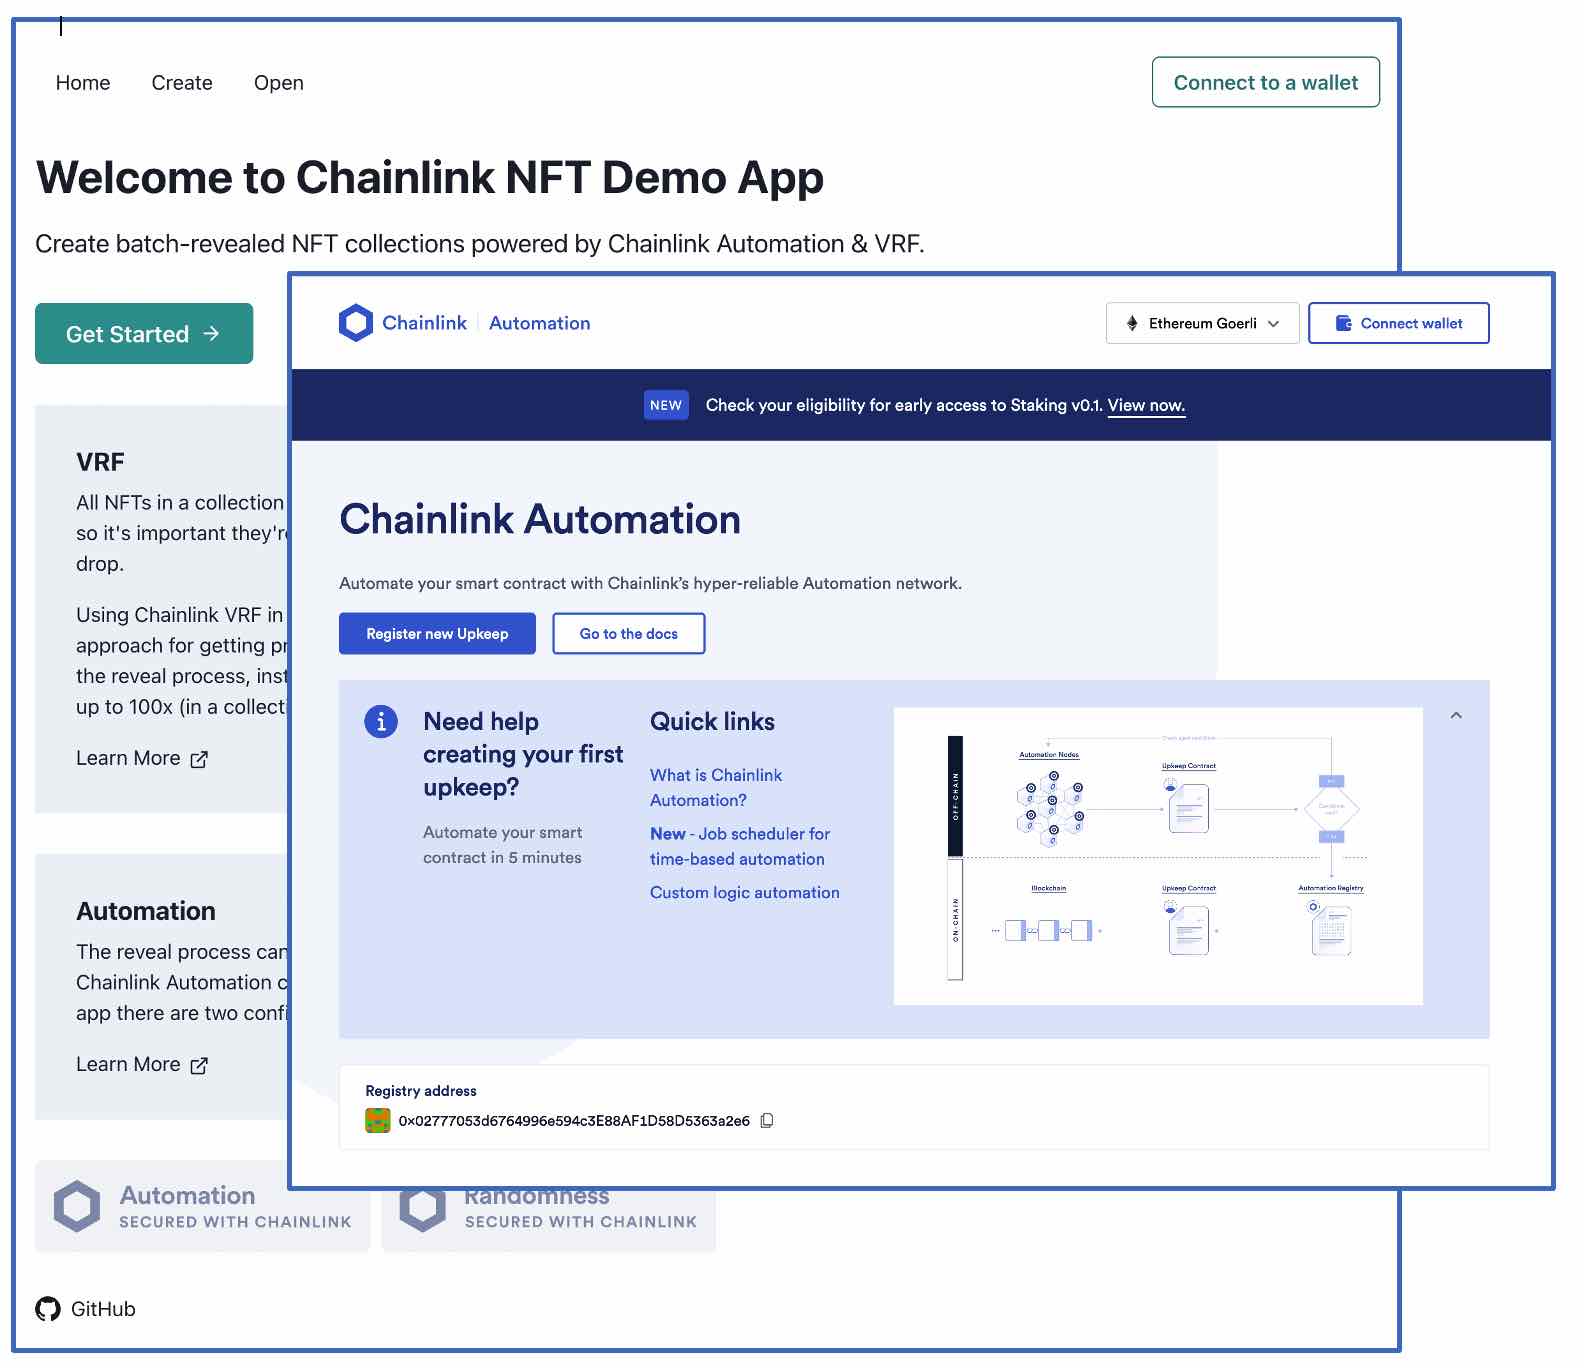 Home Create Open
Connect to a wallet
Welcome to Chainlink NFT Demo App
Create batch-revealed NFT collections powered by Chainlink Automation & VRF.
Get Started →
VRF
All NFTs in a collection
so it's important they're
drop.
Using Chainlink VRF in
approach for getting
the reveal process,
up to 100x (in a
Learn More
Automation
The reveal process can
Chainlink Automation
app there are two
Learn More
Automation
SECURED WITH CHAINLINK
Randomness
SECURED WITH CHAINLINK
GitHub
Chainlink Automation
Ethereum Goerli
Connect wallet
NEW Check your eligibility for early access to Staking v0.1. View now.
Chainlink Automation
Automate your smart contract with Chainlink's hyper-reliable Automation network.
Register new Upkeep
Go to the docs
Need help
creating your first
upkeep?
Automate your smart
contract in 5 minutes
Quick links
What is Chainlink
Automation?
New - Job scheduler for
time-based automation
Custom logic automation
OFF-CHAIN
Automation Nodes
Upkeep Contract
ON-CHAIN
Blockchain
Upkeep Contract
Automation Registry
Registry address
0x02777053d6764996e594c3E88AF1D58D5363a2e6